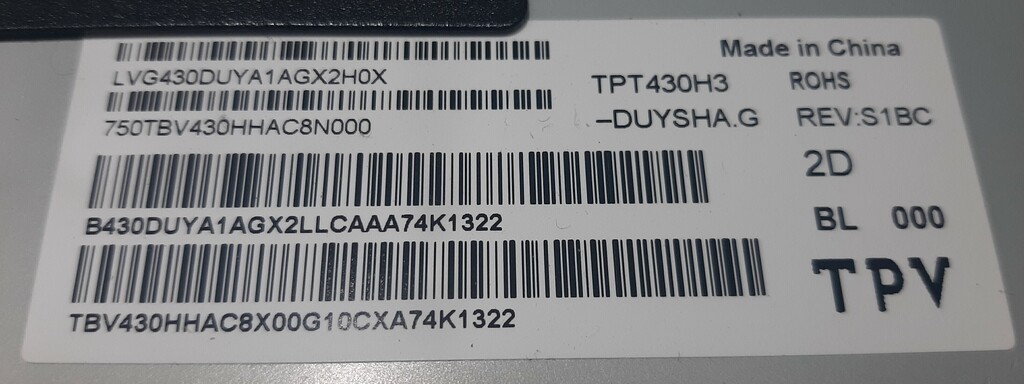 Made in China
LVG430DUYA1AGX2H0X
TPT430H3 ROHS
750TBV430HHAC8N000
-DUYSHA.G REV:S1BC
2D
B430DUYA1AGX2LLCAAA74K1322
BL 000
TPV
TBV430HHAC8X00G10CXA74K1322